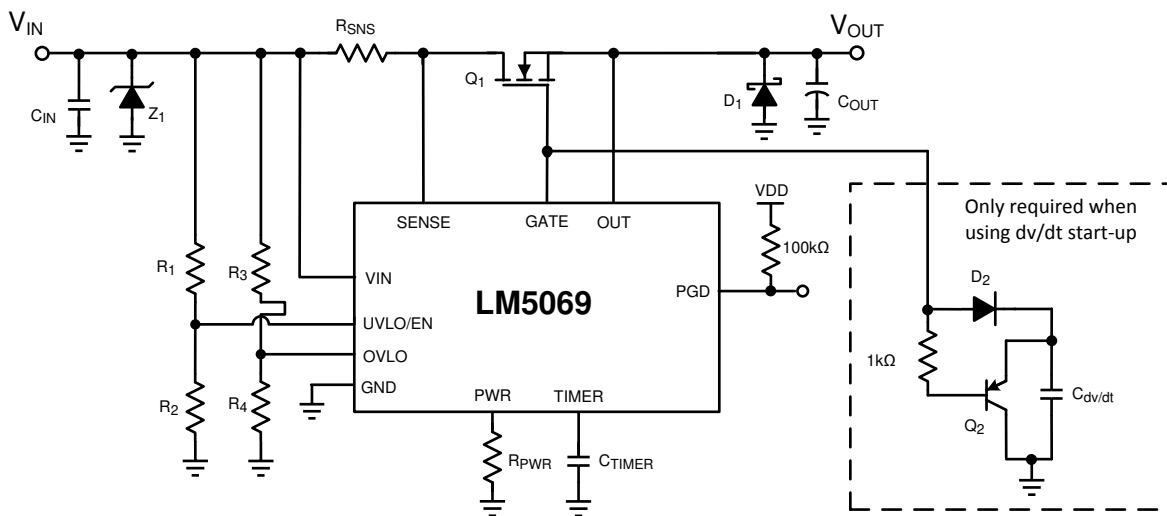 VIN
RSNS
VOUT
Q1
CIN
Z1
D1
COUT
SENSE
GATE
OUT
VDD
100kΩ
Only required when
using dv/dt start-up
R1
R3
VIN
LM5069
PGD
D2
UVLO/EN
OVLO
1kΩ
GND
R2
R4
PWR
TIMER
Cdv/dt
Q2
RPWR
CTIMER